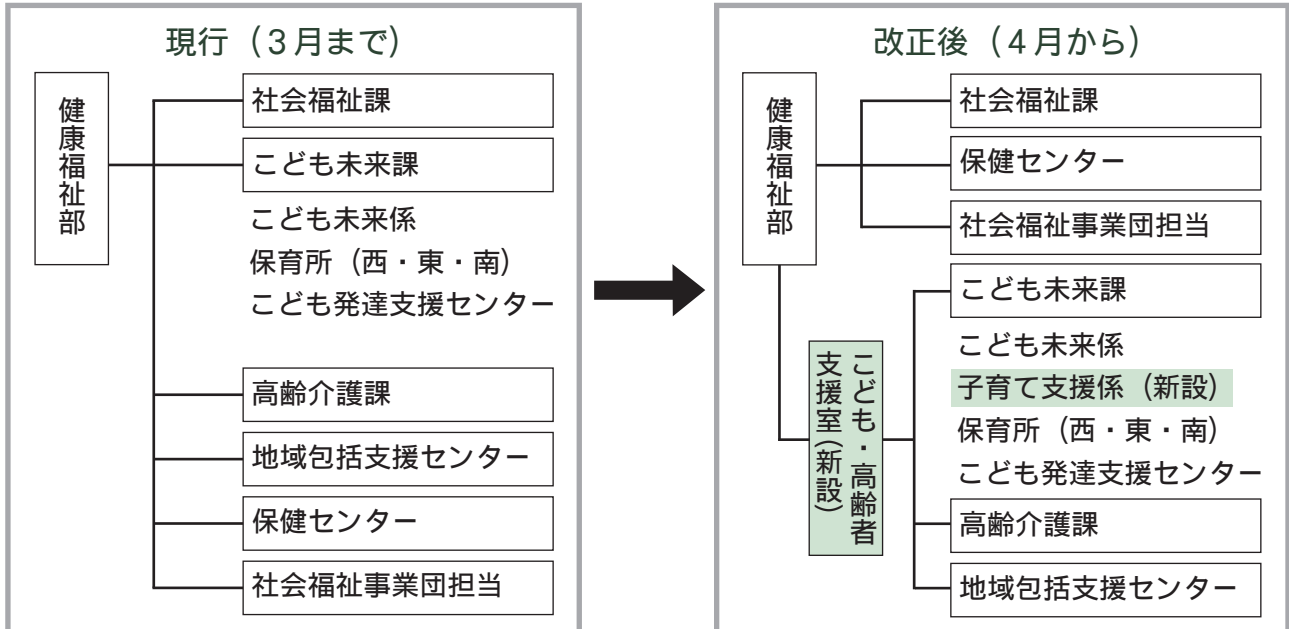 現行（３月まで）
健康福祉部
社会福祉課
こども未来課
こども未来係
保育所（西・東・南）
こども発達支援センター
高齢介護課
地域包括支援センター
保健センター
社会福祉事業団担当
改正後（４月から）
健康福祉部
社会福祉課
保健センター
社会福祉事業団担当
こども・高齢者
支援室（新設）
こども未来課
こども未来係
子育て支援係（新設）
保育所（西・東・南）
こども発達支援センター
高齢介護課
地域包括支援センター